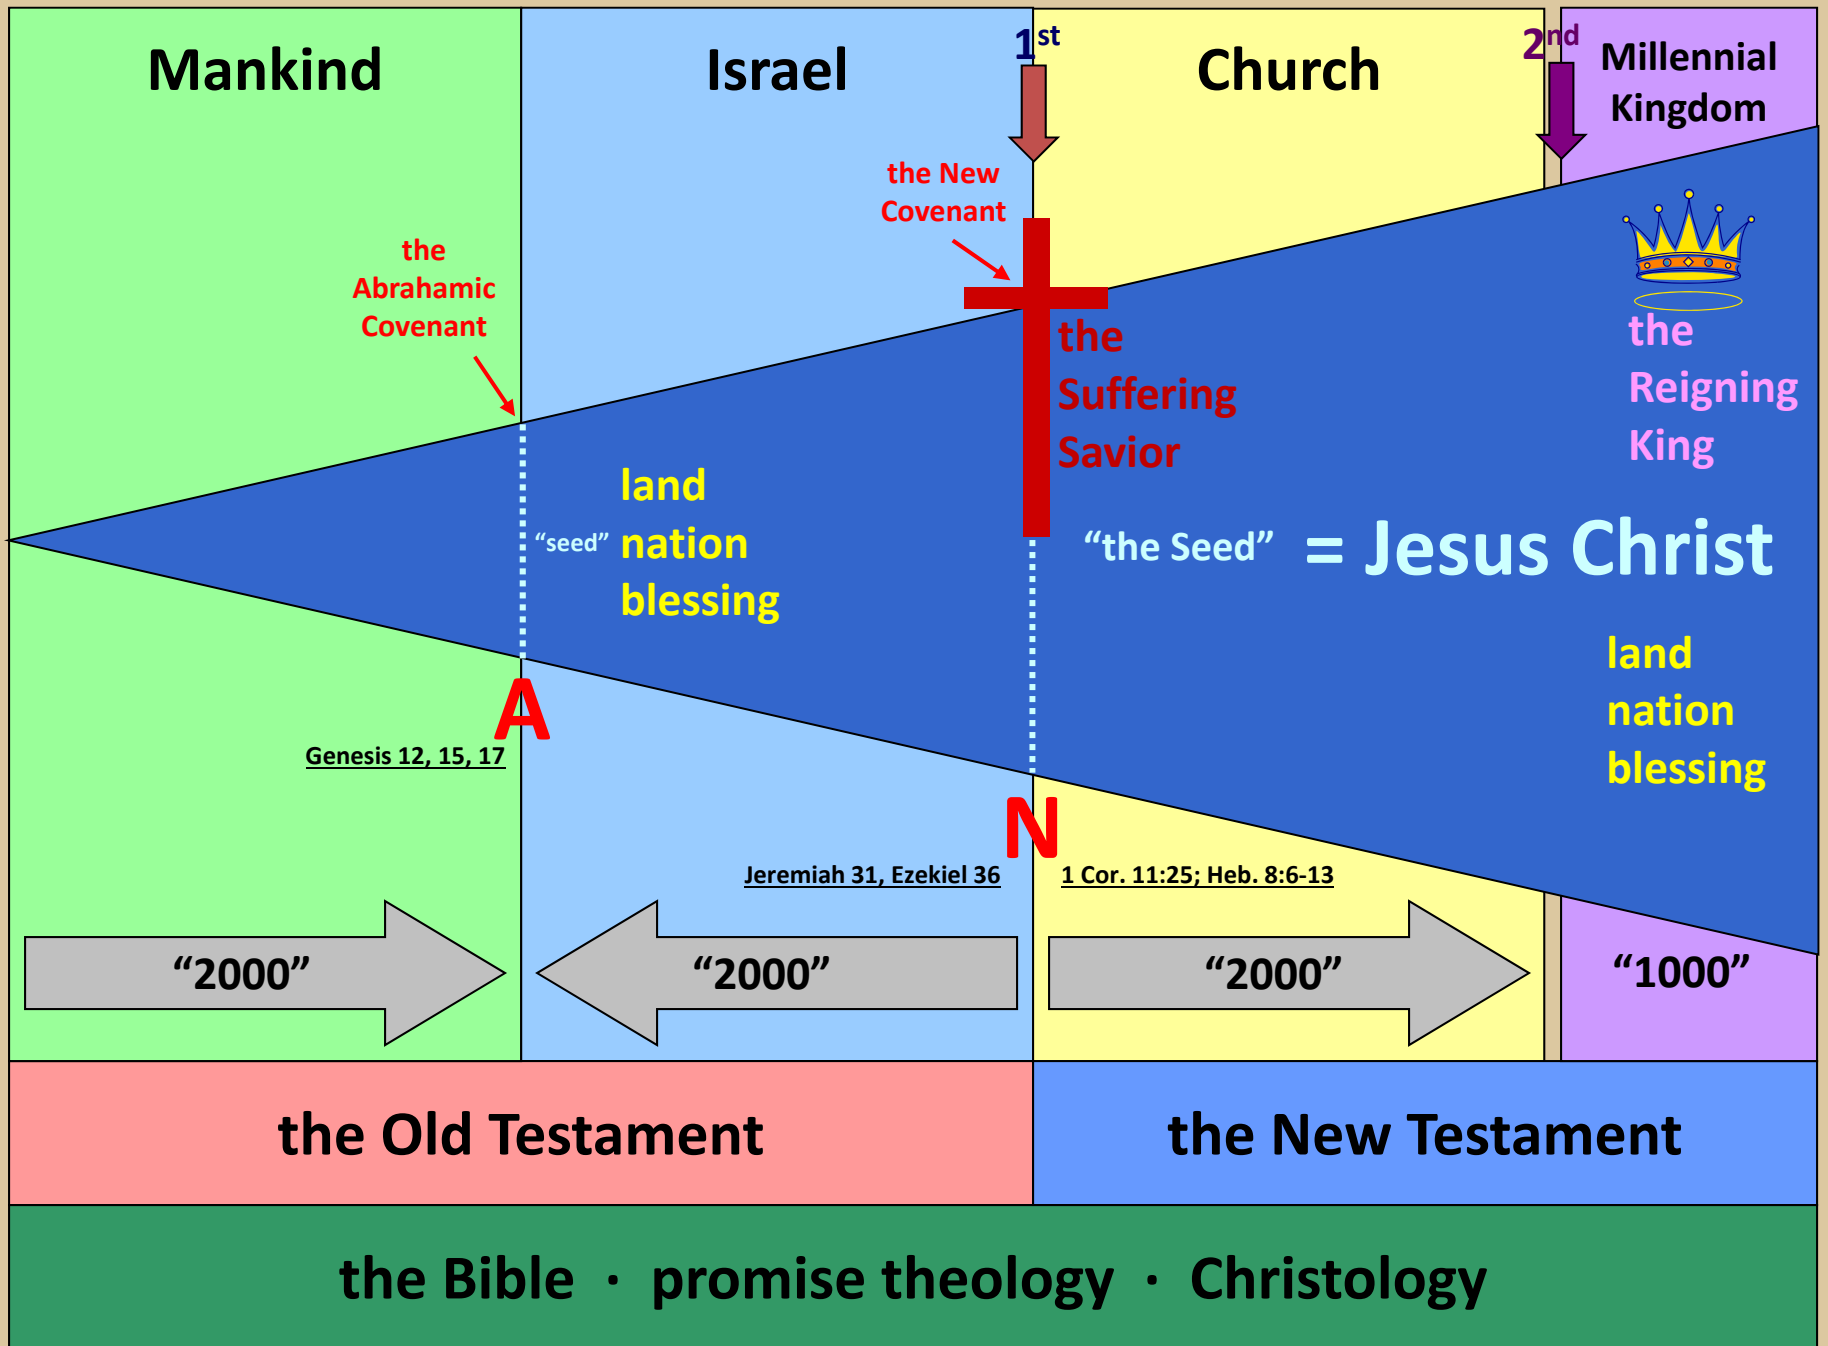 Mankind
Israel
1st
Church
2nd
Millennial
Kingdom
the New
Covenant
the
Abrahamic
Covenant
the
Suffering
Savior
the
Reigning
King
“seed”
land
nation
blessing
“the Seed” = Jesus Christ
land
nation
blessing
A
Genesis 12, 15, 17
N
Jeremiah 31, Ezekiel 36
1 Cor. 11:25; Heb. 8:6-13
“2000”
“2000”
“2000”
“1000”
the Old Testament
the New Testament
the Bible · promise theology · Christology